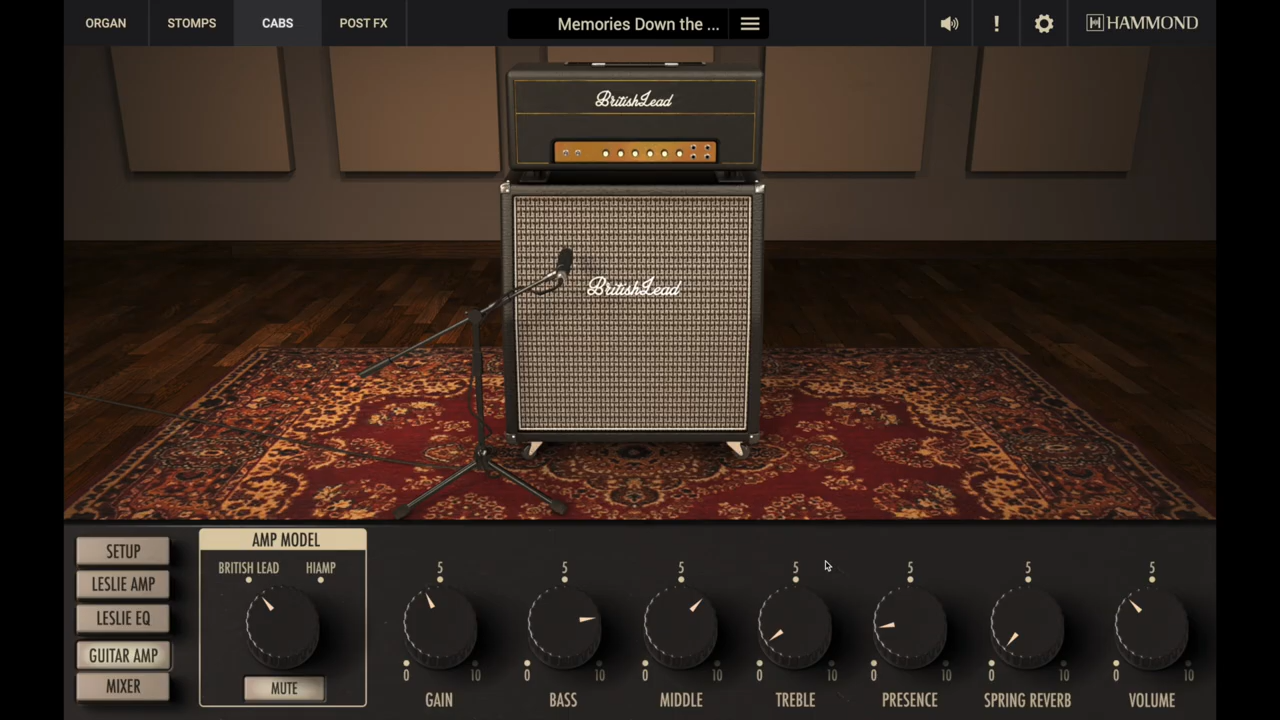 ORGAN STOMPS CABS POST FX Memories Down the ... ! HAMMOND
BritishLead
BritishLead
SETUP
LESLIE AMP
LESLIE EQ
GUITAR AMP
MIXER
AMP MODEL
BRITISH LEAD HIAMP
MUTE
5 5 5 5 5 5 5
0 10 0 10 0 10 0 10 0 10 0 10 0 10
GAIN BASS MIDDLE TREBLE PRESENCE SPRING REVERB VOLUME